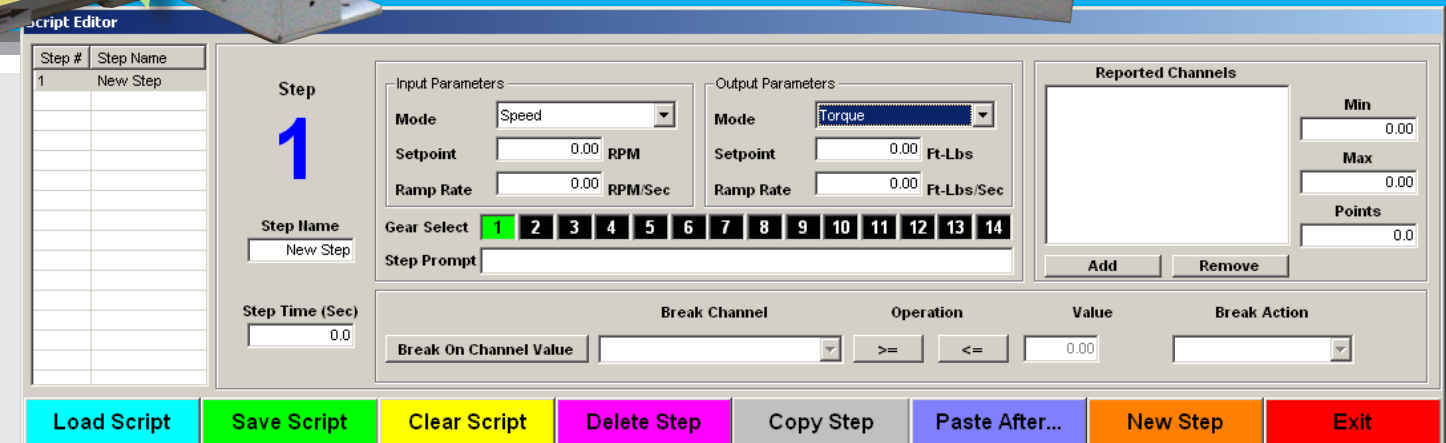 Script Editor
Step # Step Name
1 New Step
Step
1
Step Name
New Step
Step Time (Sec)
0.0
Input Parameters
Mode Speed
Setpoint 0.00 RPM
Ramp Rate 0.00 RPM/Sec
Output Parameters
Mode Torque
Setpoint 0.00 Ft-Lbs
Ramp Rate 0.00 Ft-Lbs/Sec
Gear Select 1 2 3 4 5 6 7 8 9 10 11 12 13 14
Step Prompt
Reported Channels
Add Remove
Min
0.00
Max
0.00
Points
0.0
Break Channel Operation Value Break Action
Break On Channel Value >= <= 0.00
Load Script Save Script Clear Script Delete Step Copy Step Paste After... New Step Exit